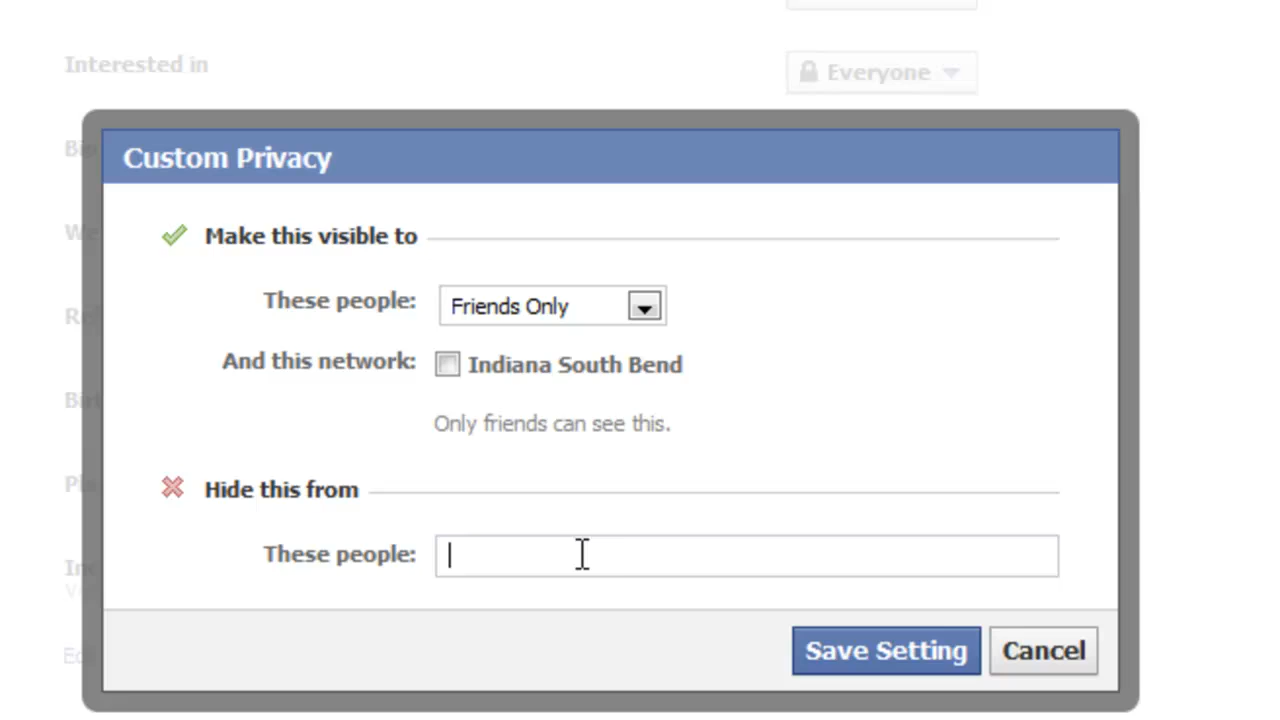 Interested in
Everyone
Custom Privacy
Make this visible to
These people: Friends Only
And this network: Indiana South Bend
Only friends can see this.
Hide this from
These people:
Save Setting Cancel